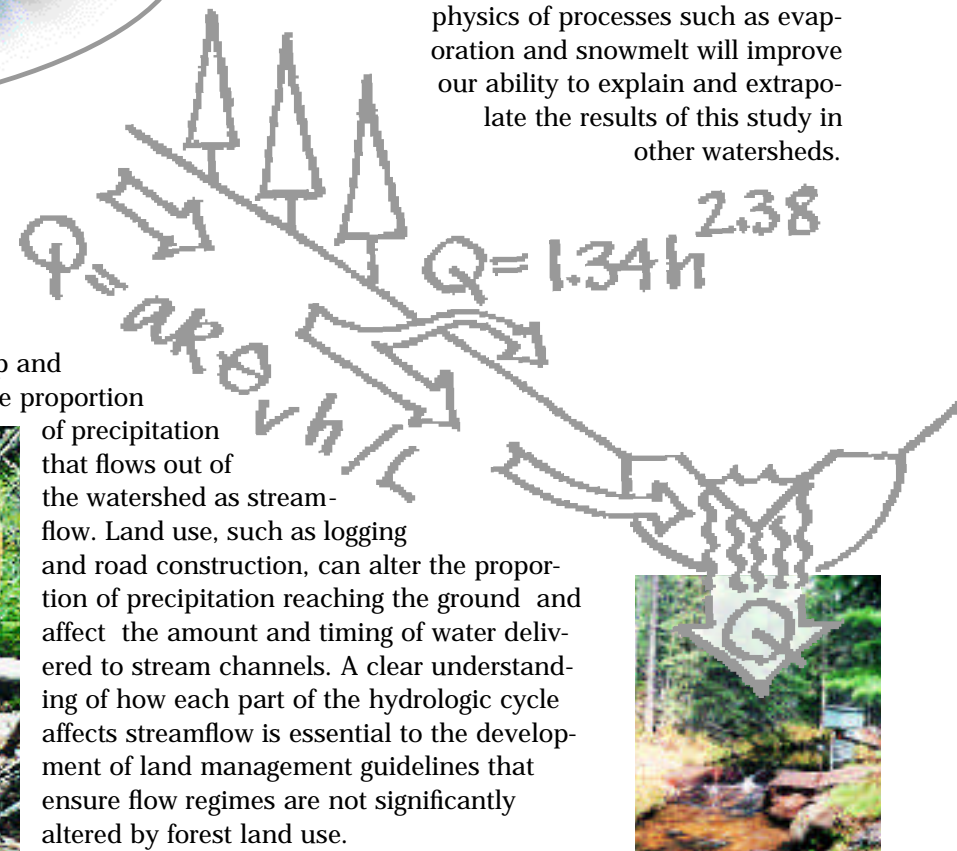 physics of processes such as evap-
oration and snowmelt will improve
our ability to explain and extrapo-
late the results of this study in
other watersheds.
Q = 1.34h^2.38
Q = akθvh/L
and
proportion
of precipitation
that flows out of
the watershed as stream-
flow. Land use, such as logging
and road construction, can alter the propor-
tion of precipitation reaching the ground and
affect the amount and timing of water deliv-
ered to stream channels. A clear understand-
ing of how each part of the hydrologic cycle
affects streamflow is essential to the develop-
ment of land management guidelines that
ensure flow regimes are not significantly
altered by forest land use.
Q